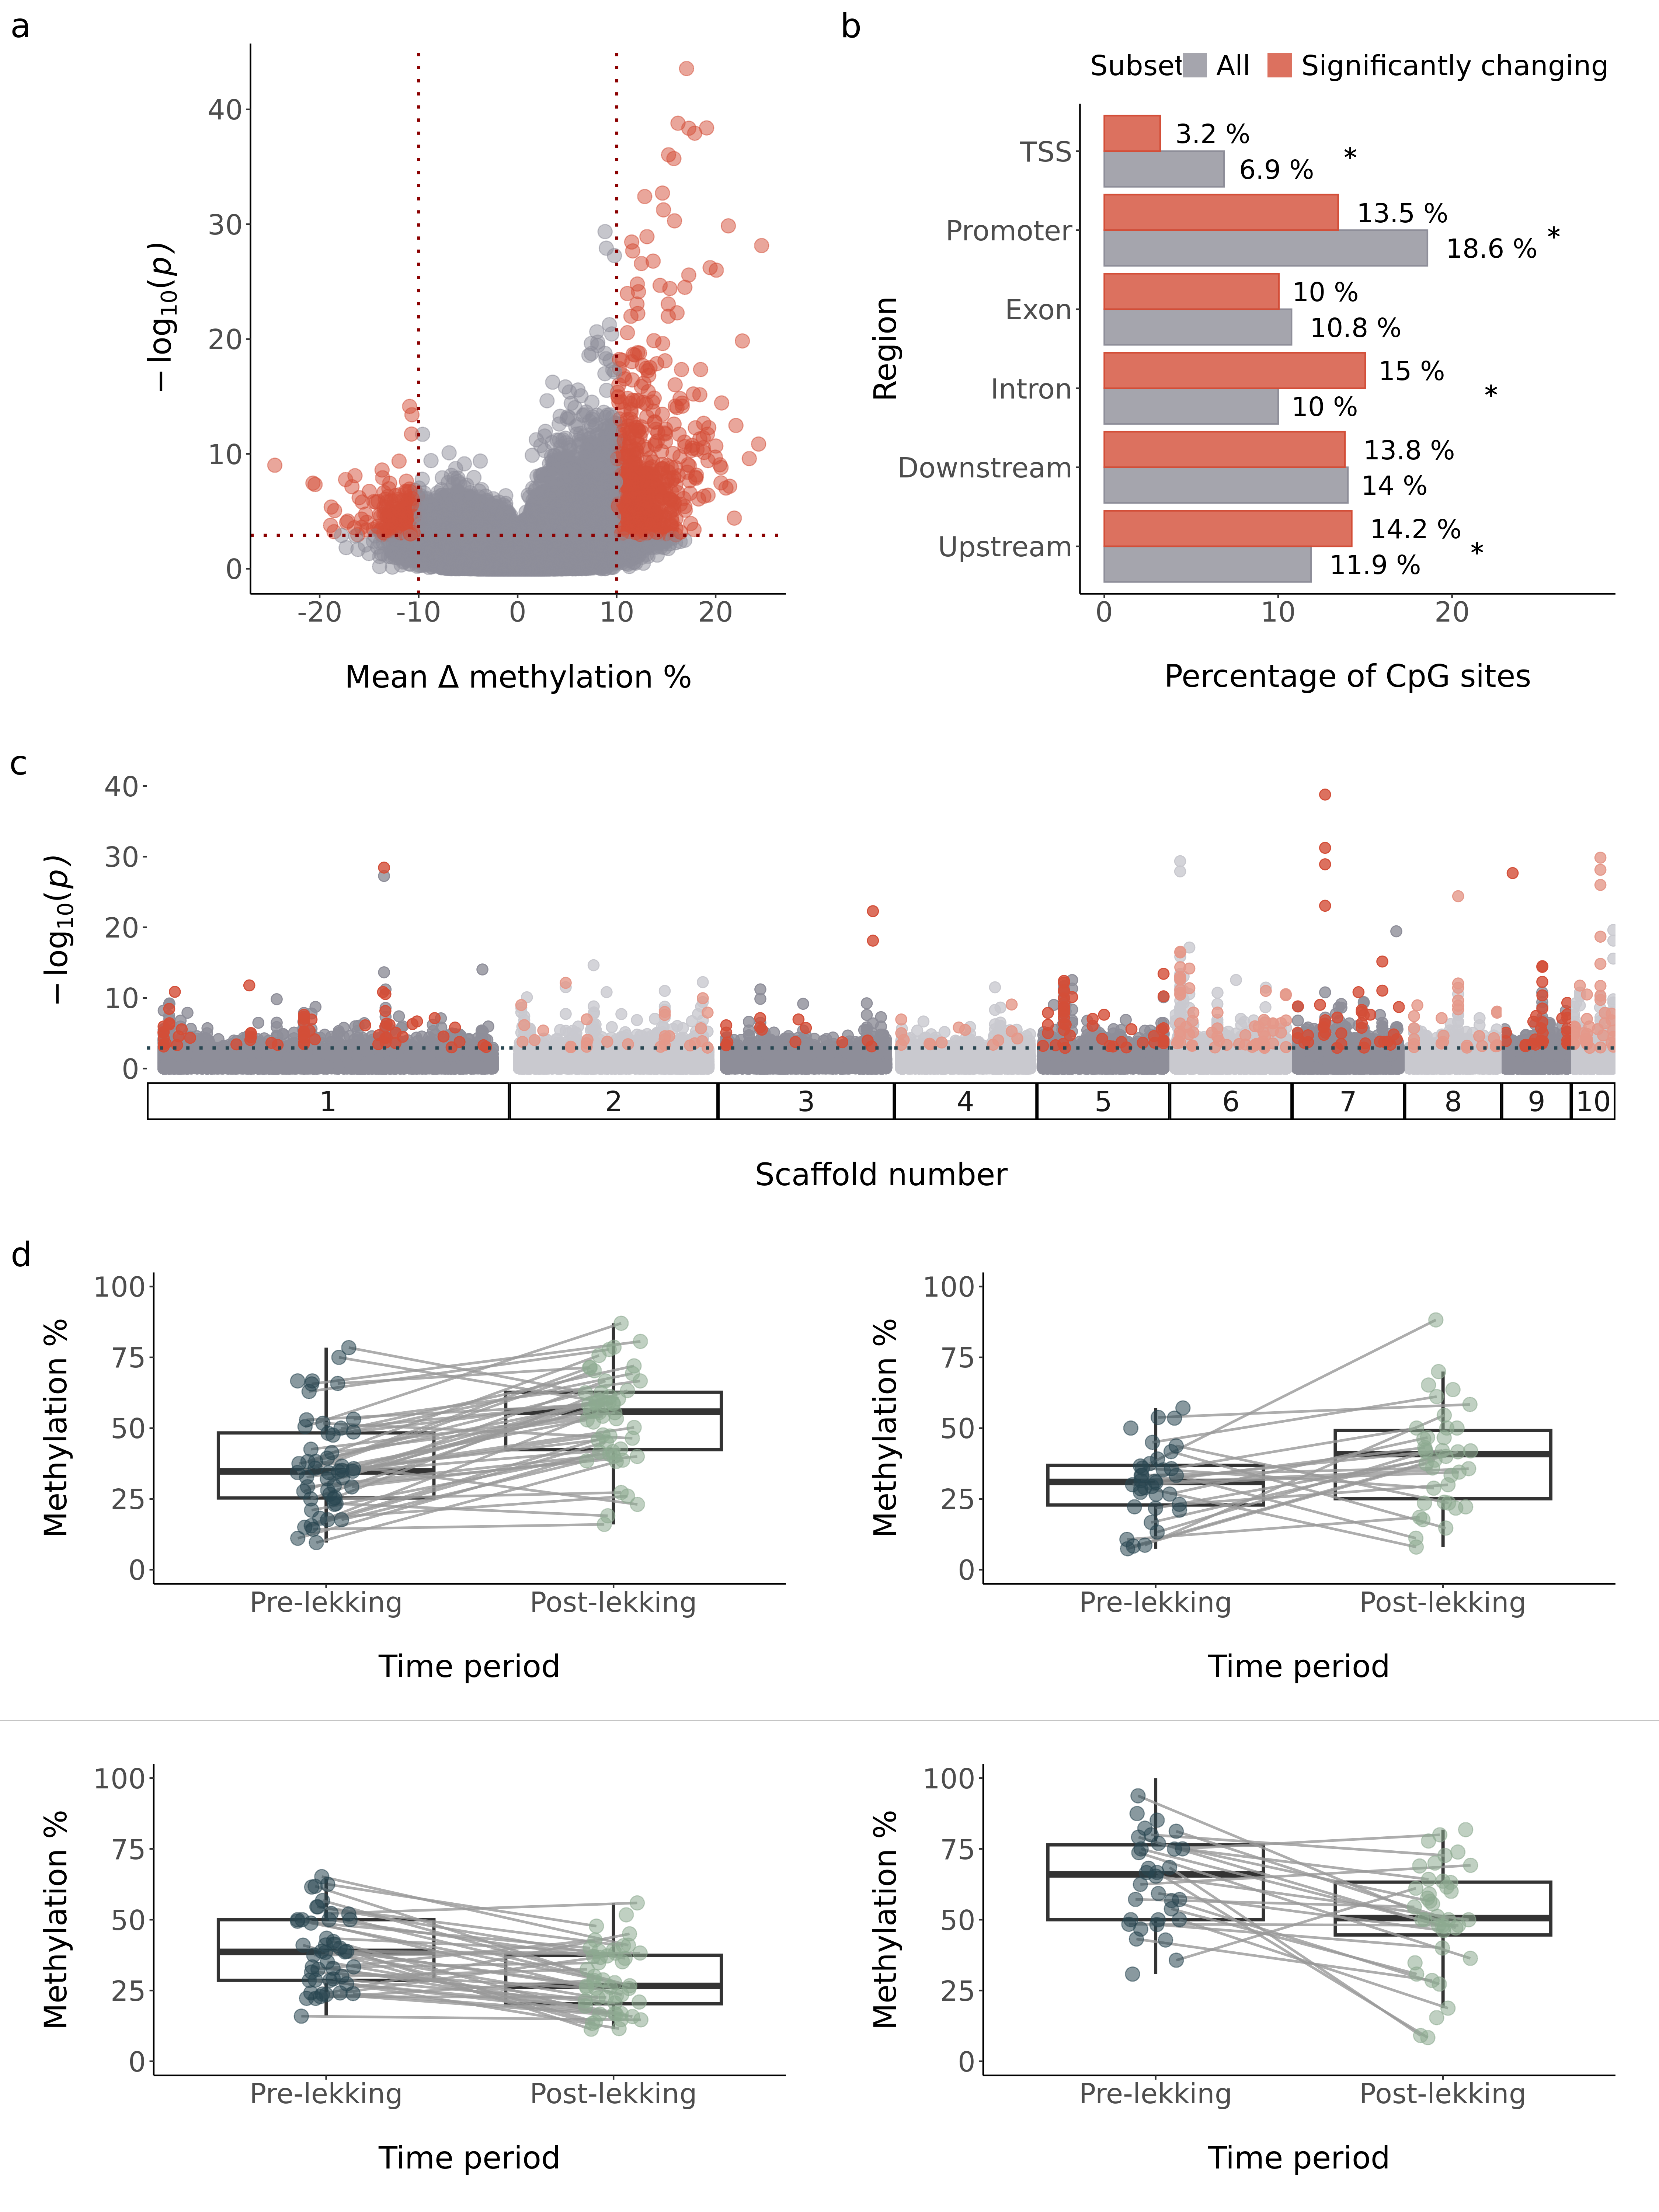 a
40
30
20
10
0
− log10(p)
-20 -10 0 10 20
Mean Δ methylation %
b
Subset All Significantly changing
TSS
3.2 %
6.9 %
*
Promoter
13.5 %
18.6 %
*
Exon
10 %
10.8 %
Intron
15 %
10 %
*
Downstream
13.8 %
14 %
Upstream
14.2 %
11.9 %
*
Region
0 10 20
Percentage of CpG sites
c
40
30
20
10
0
− log10(p)
1 2 3 4 5 6 7 8 9 10
Scaffold number
d
100
75
50
25
0
Methylation %
Pre-lekking Post-lekking
Time period
100
75
50
25
0
Methylation %
Pre-lekking Post-lekking
Time period
100
75
50
25
0
Methylation %
Pre-lekking Post-lekking
Time period
100
75
50
25
0
Methylation %
Pre-lekking Post-lekking
Time period